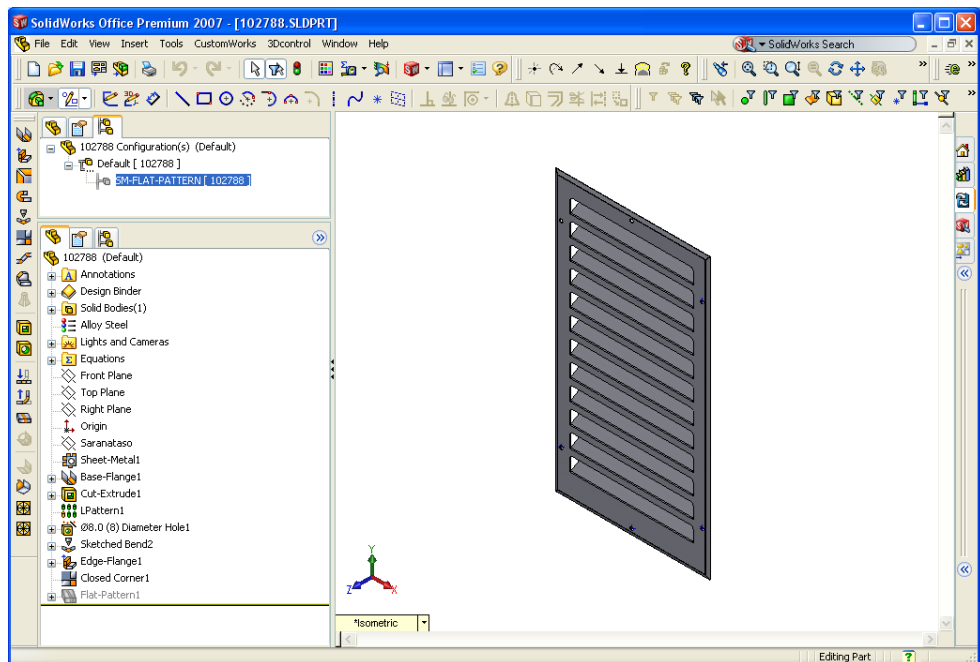 SolidWorks Office Premium 2007 - [102788.SLDPRT]
File Edit View Insert Tools CustomWorks 3Dcontrol Window Help
SolidWorks Search
102788 Configuration(s) (Default)
Default [ 102788 ]
SM-FLAT-PATTERN [ 102788 ]
102788 (Default)
Annotations
Design Binder
Solid Bodies(1)
Alloy Steel
Lights and Cameras
Equations
Front Plane
Top Plane
Right Plane
Origin
Saranataso
Sheet-Metal1
Base-Flange1
Cut-Extrude1
LPattern1
Ø8.0 (8) Diameter Hole1
Sketched Bend2
Edge-Flange1
Closed Corner1
Flat-Pattern1
Y
Z
X
*Isometric
Editing Part